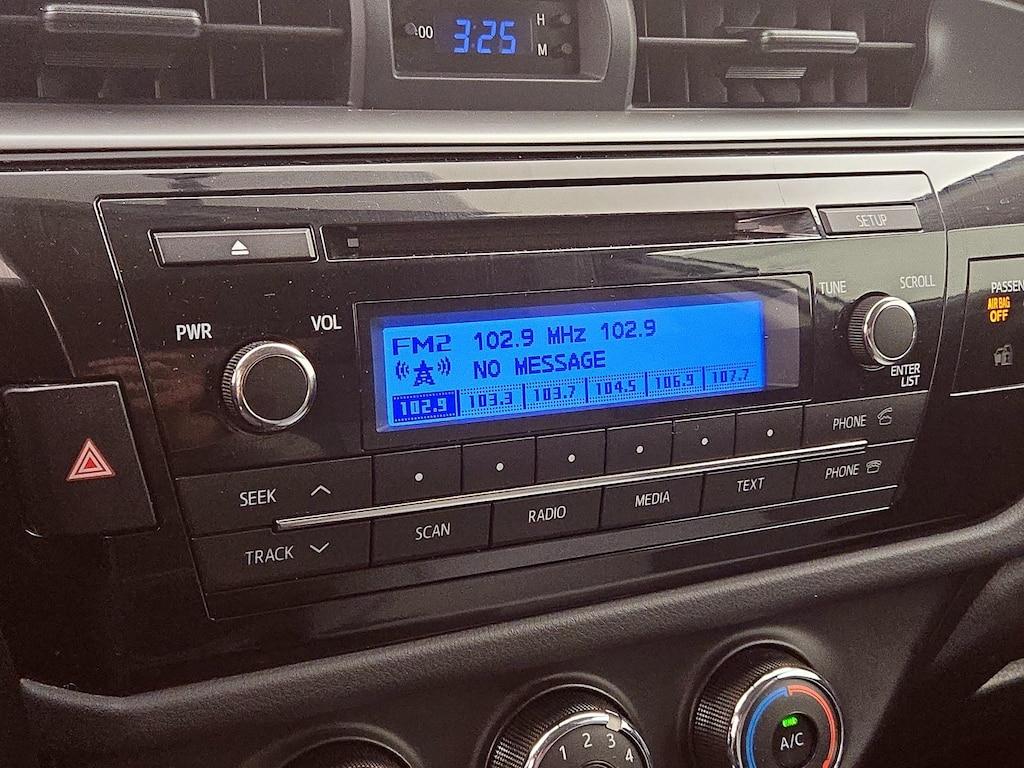 :00 3:25 H
M
SETUP
PWR VOL
TUNE SCROLL
ENTER
LIST
PASSEN
AIR BAG
OFF
FM2 102.9 MHz 102.9
NO MESSAGE
102.9 103.3 103.7 104.5 106.9 107.7
SEEK
TRACK
SCAN RADIO MEDIA TEXT
PHONE
PHONE
1 2 3 4
A/C